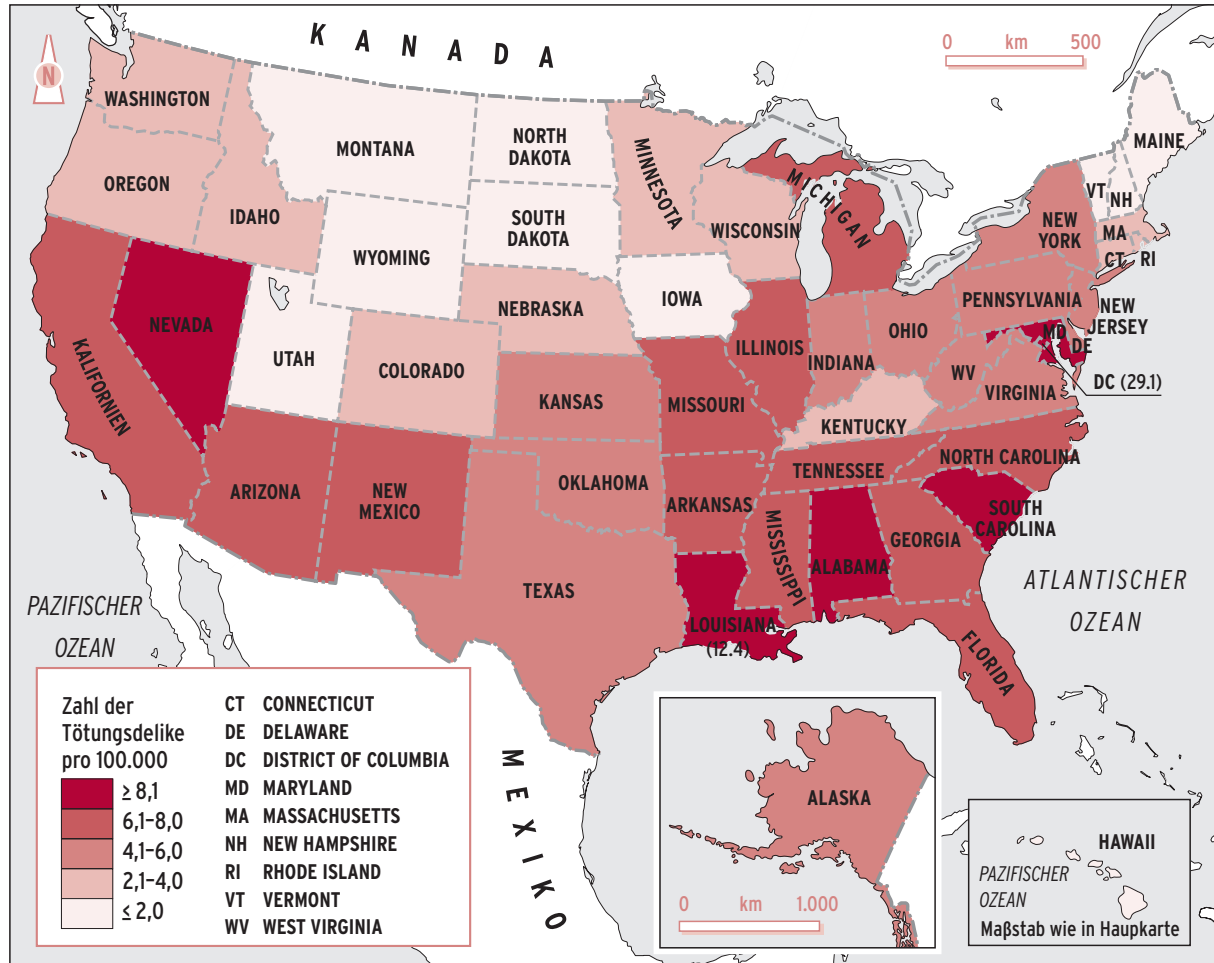 KANADA
N
0 km 500
WASHINGTON
OREGON
IDAHO
MONTANA
WYOMING
NORTH
DAKOTA
SOUTH
DAKOTA
MINNESOTA
WISCONSIN
MICHIGAN
IOWA
NEBRASKA
NEVADA
UTAH
COLORADO
KALIFORNIEN
ARIZONA
NEW
MEXICO
KANSAS
OKLAHOMA
TEXAS
MISSOURI
ARKANSAS
LOUISIANA
(12.4)
ILLINOIS
INDIANA
OHIO
KENTUCKY
TENNESSEE
MISSISSIPPI
ALABAMA
GEORGIA
FLORIDA
SOUTH
CAROLINA
NORTH CAROLINA
VIRGINIA
WV
PENNSYLVANIA
NEW
YORK
NEW
JERSEY
MD
DE
DC (29.1)
MAINE
VT
NH
MA
CT
RI
PAZIFISCHER
OZEAN
ATLANTISCHER
OZEAN
MEXIKO
Zahl der
Tötungsdelike
pro 100.000
≥ 8,1
6,1–8,0
4,1–6,0
2,1–4,0
≤ 2,0
CT CONNECTICUT
DE DELAWARE
DC DISTRICT OF COLUMBIA
MD MARYLAND
MA MASSACHUSETTS
NH NEW HAMPSHIRE
RI RHODE ISLAND
VT VERMONT
WV WEST VIRGINIA
ALASKA
0 km 1.000
HAWAII
PAZIFISCHER
OZEAN
Maßstab wie in Haupkarte